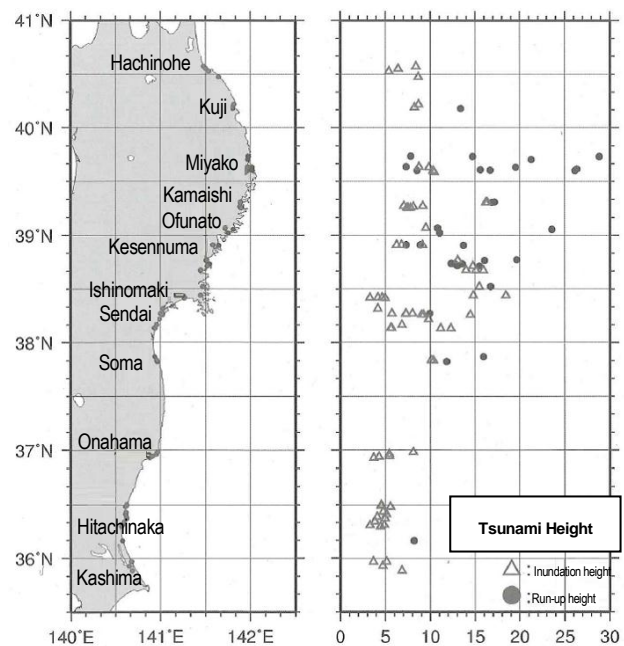 41°N
40°N
39°N
38°N
37°N
36°N
140°E
141°E
142°E
Hachinohe
Kuji
Miyako
Kamaishi
Ofunato
Kesennuma
Ishinomaki
Sendai
Soma
Onahama
Hitachinaka
Kashima
Tsunami Height
: Inundation height
: Run-up height
0 5 10 15 20 25 30